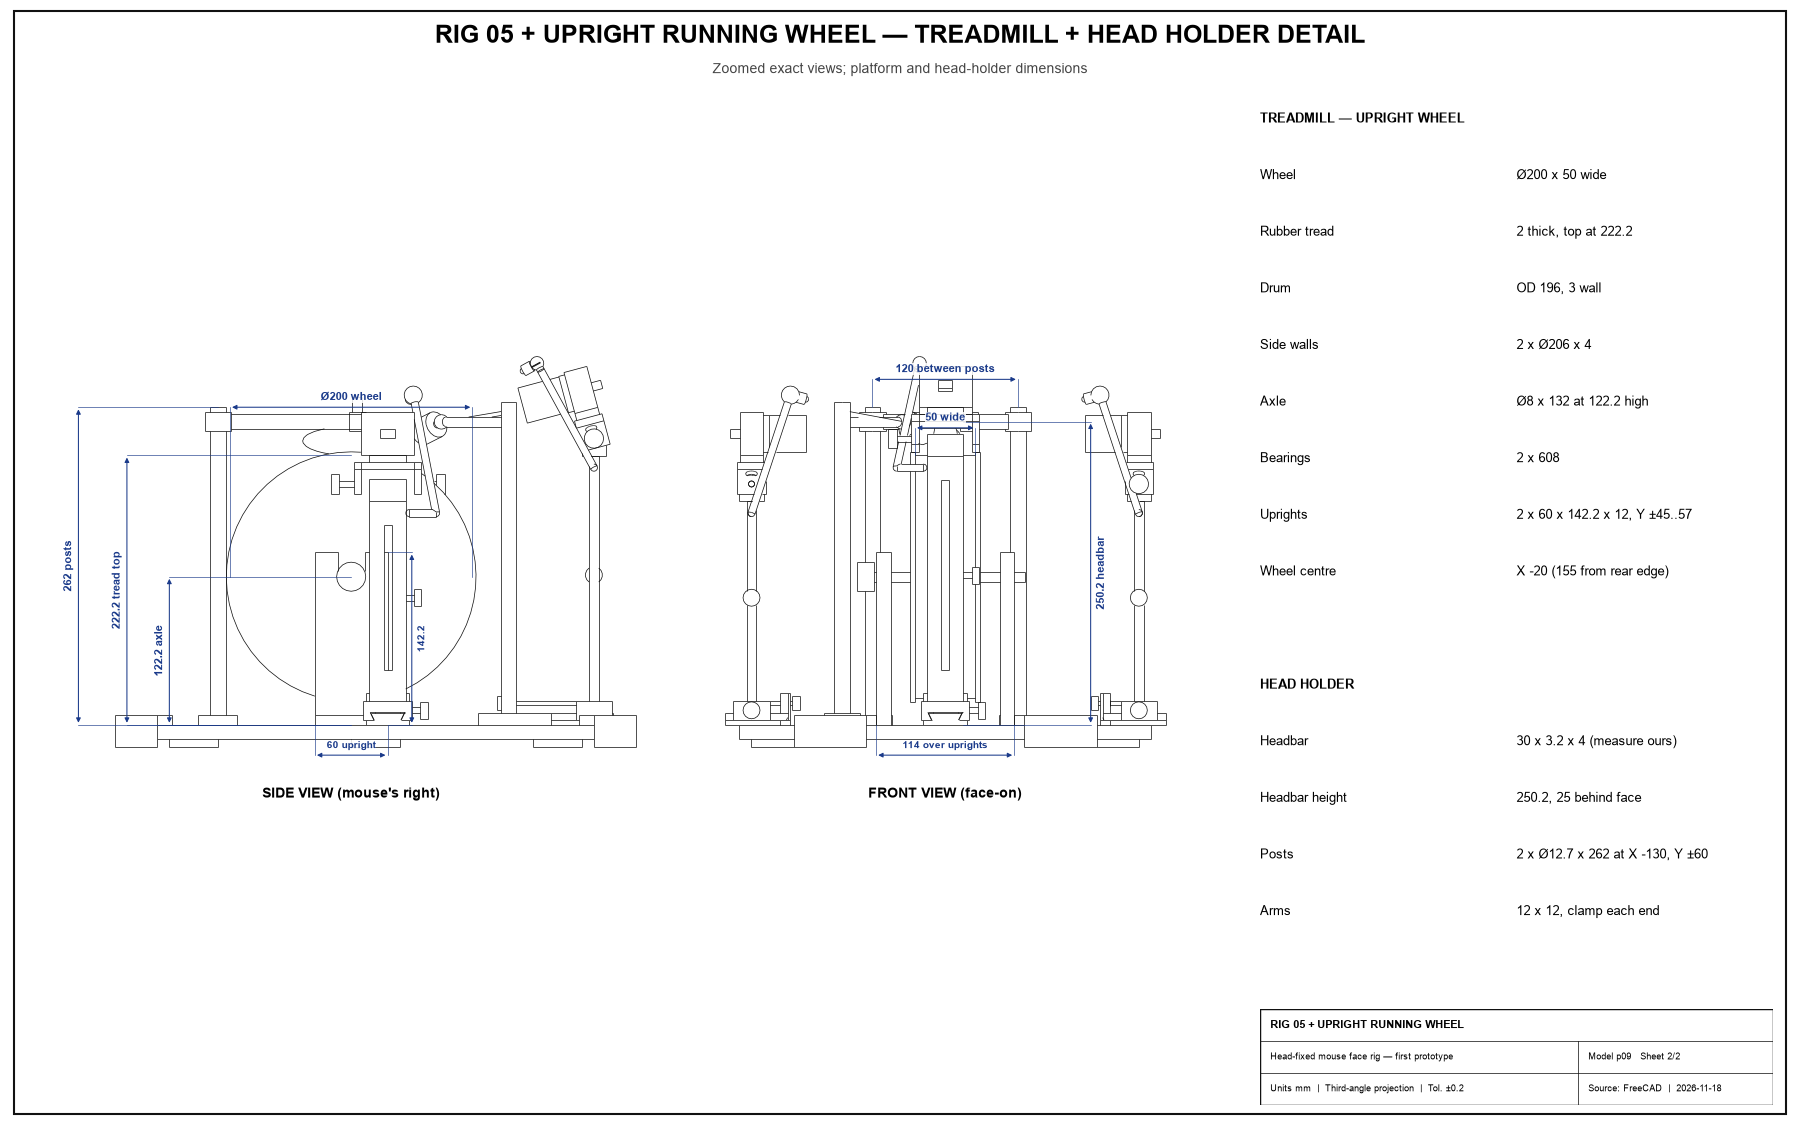 RIG 05 + UPRIGHT RUNNING WHEEL — TREADMILL + HEAD HOLDER DETAIL
Zoomed exact views; platform and head-holder dimensions
Ø200 wheel
262 posts
222.2 tread top
122.2 axle
142.2
60 upright
SIDE VIEW (mouse's right)
120 between posts
50 wide
250.2 headbar
114 over uprights
FRONT VIEW (face-on)
TREADMILL — UPRIGHT WHEEL
Wheel Ø200 x 50 wide
Rubber tread 2 thick, top at 222.2
Drum OD 196, 3 wall
Side walls 2 x Ø206 x 4
Axle Ø8 x 132 at 122.2 high
Bearings 2 x 608
Uprights 2 x 60 x 142.2 x 12, Y ±45..57
Wheel centre X -20 (155 from rear edge)
HEAD HOLDER
Headbar 30 x 3.2 x 4 (measure ours)
Headbar height 250.2, 25 behind face
Posts 2 x Ø12.7 x 262 at X -130, Y ±60
Arms 12 x 12, clamp each end
RIG 05 + UPRIGHT RUNNING WHEEL
Head-fixed mouse face rig — first prototype Model p09 Sheet 2/2
Units mm | Third-angle projection | Tol. ±0.2 Source: FreeCAD | 2026-11-18